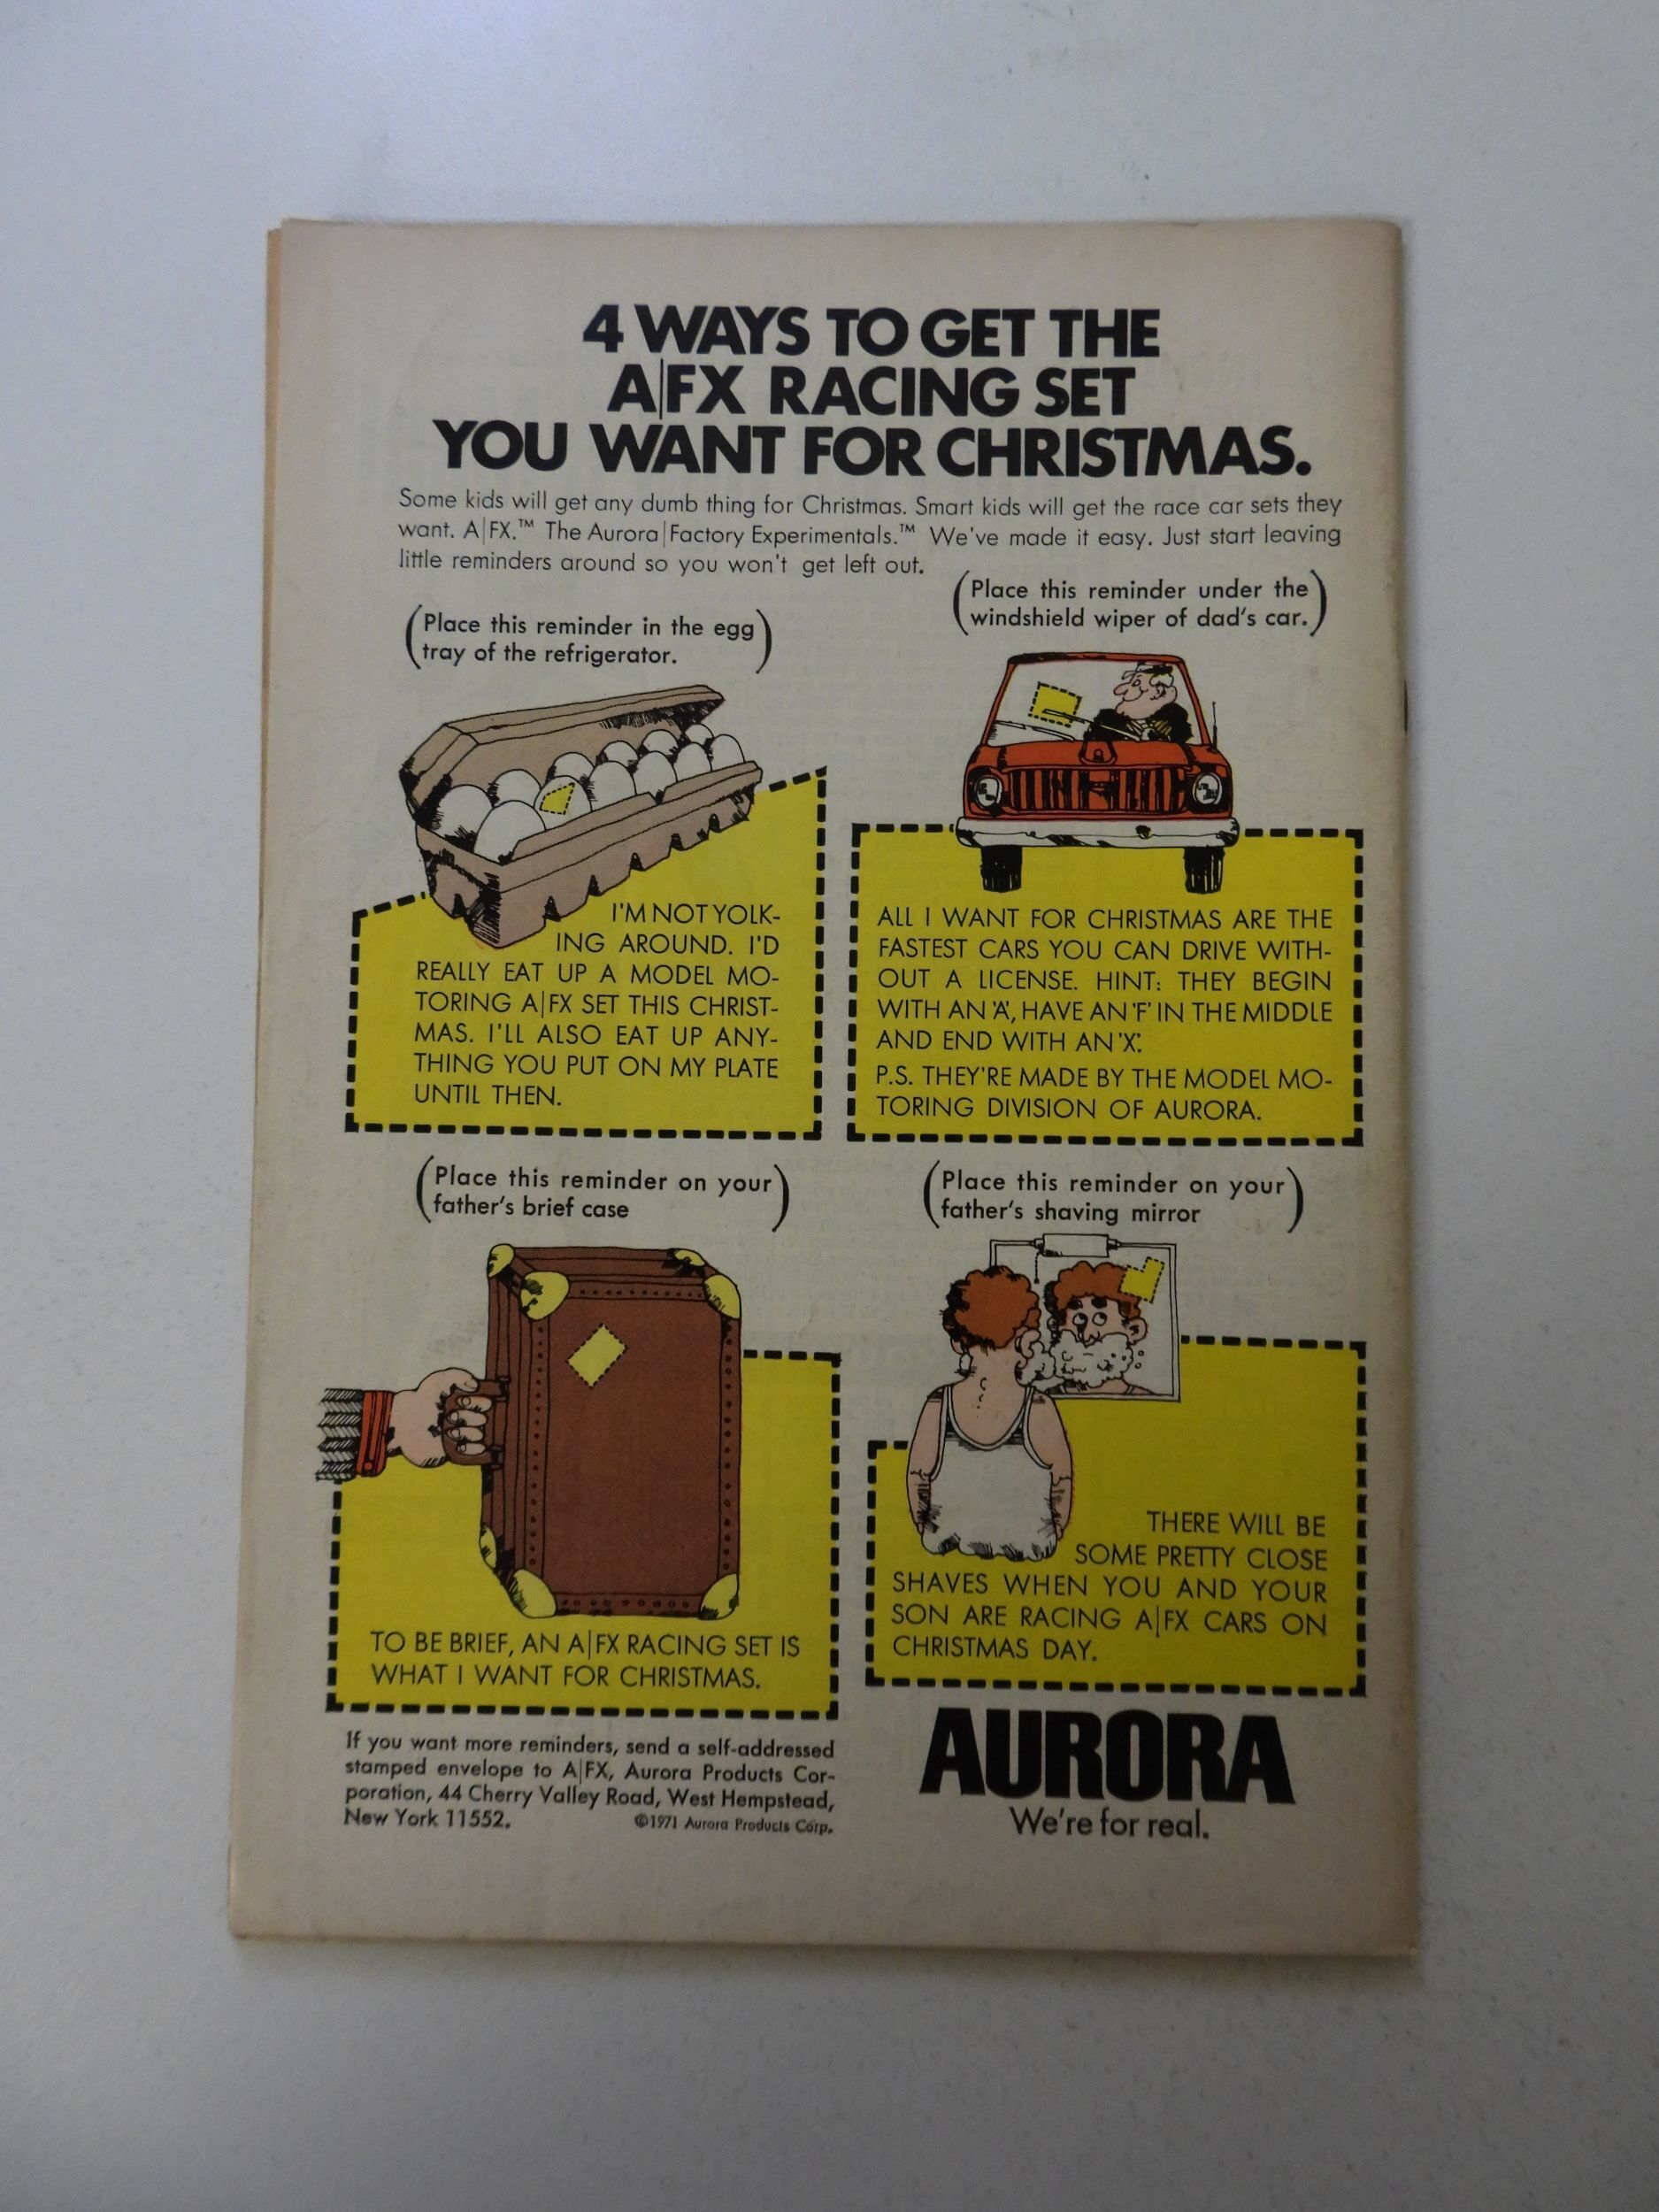 4 WAYS TO GET THE
A|FX RACING SET
YOU WANT FOR CHRISTMAS.
Some kids will get any dumb thing for Christmas. Smart kids will get the race car sets they
want. A|FX.™ The Aurora|Factory Experimentals.™ We've made it easy. Just start leaving
little reminders around so you won't get left out.
(Place this reminder in the egg
tray of the refrigerator.)
I'M NOT YOLK-
ING AROUND. I'D
REALLY EAT UP A MODEL MO-
TORING A|FX SET THIS CHRIST-
MAS. I'LL ALSO EAT UP ANY-
THING YOU PUT ON MY PLATE
UNTIL THEN.
(Place this reminder under the
windshield wiper of dad's car.)
ALL I WANT FOR CHRISTMAS ARE THE
FASTEST CARS YOU CAN DRIVE WITH-
OUT A LICENSE. HINT: THEY BEGIN
WITH AN 'A', HAVE AN 'F' IN THE MIDDLE
AND END WITH AN 'X'.
P.S. THEY'RE MADE BY THE MODEL MO-
TORING DIVISION OF AURORA.
(Place this reminder on your
father's brief case)
TO BE BRIEF, AN A|FX RACING SET IS
WHAT I WANT FOR CHRISTMAS.
(Place this reminder on your
father's shaving mirror)
THERE WILL BE
SOME PRETTY CLOSE
SHAVES WHEN YOU AND YOUR
SON ARE RACING A|FX CARS ON
CHRISTMAS DAY.
If you want more reminders, send a self-addressed
stamped envelope to A|FX, Aurora Products Cor-
poration, 44 Cherry Valley Road, West Hempstead,
New York 11552. ©1971 Aurora Products Corp.
AURORA
We're for real.